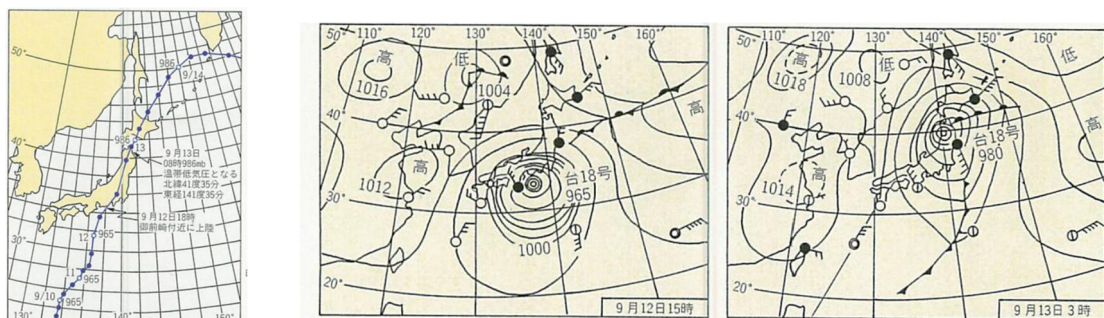 50°
986
9/14
40°
986
13
9月13日
08時986mb
温帯低気圧となる
北緯41度35分
東経141度35分
9月12日18時
御前崎付近に上陸
30°
12
965
11
965
9/10
965
130°
140°
150°
110°
120°
130°
140°
150°
160°
50°
高
低
1016
1004
40°
高
高
1012
台18号
965
30°
1000
20°
9月12日15時
110°
120°
130°
140°
150°
160°
50°
高
1018
1008
低
低
高
40°
高
1014
台18号
980
30°
20°
9月13日3時